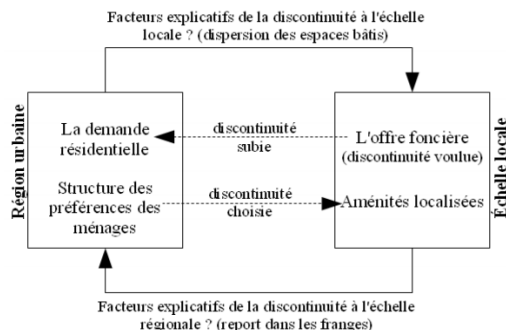 Facteurs explicatifs de la discontinuité à l'échelle
locale ? (dispersion des espaces bâtis)
Région urbaine
La demande
résidentielle
Structure des
préférences des
ménages
discontinuité
subie
discontinuité
choisie
L'offre foncière
(discontinuité voulue)
Aménités localisées
Échelle locale
Facteurs explicatifs de la discontinuité à l'échelle
régionale ? (report dans les franges)